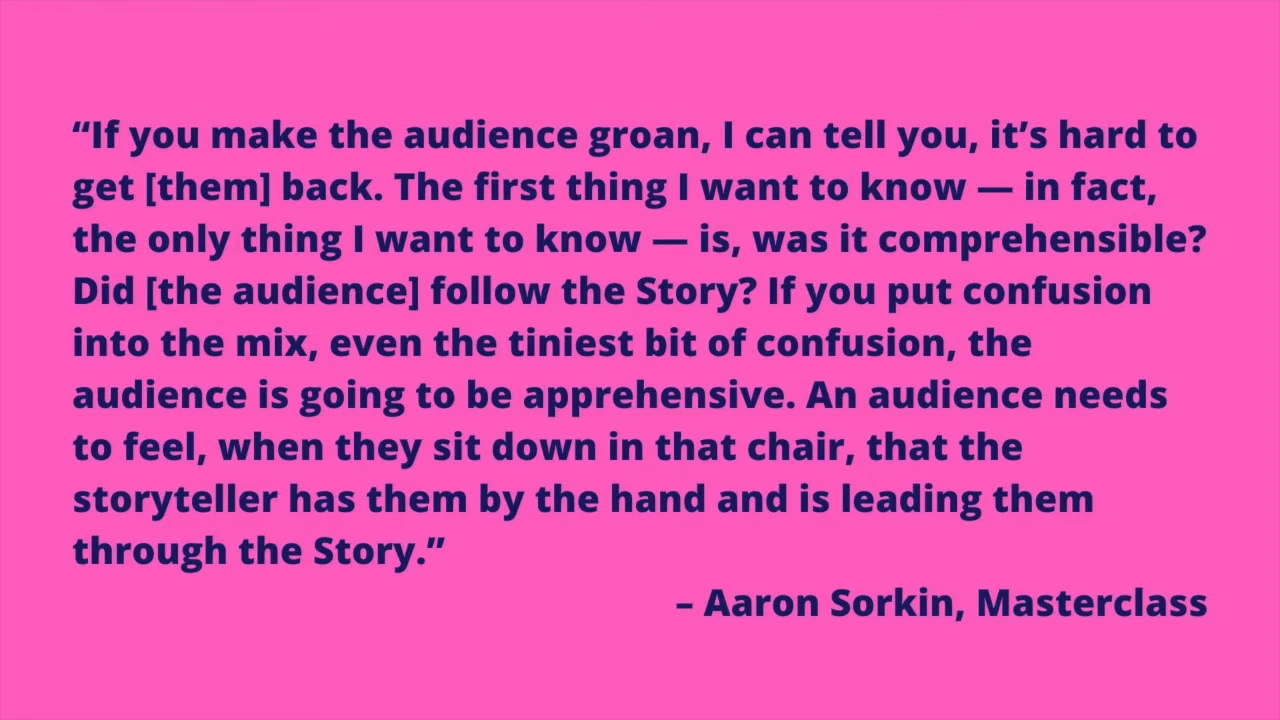 “If you make the audience groan, I can tell you, it’s hard to
get [them] back. The first thing I want to know — in fact,
the only thing I want to know — is, was it comprehensible?
Did [the audience] follow the Story? If you put confusion
into the mix, even the tiniest bit of confusion, the
audience is going to be apprehensive. An audience needs
to feel, when they sit down in that chair, that the
storyteller has them by the hand and is leading them
through the Story.”
– Aaron Sorkin, Masterclass